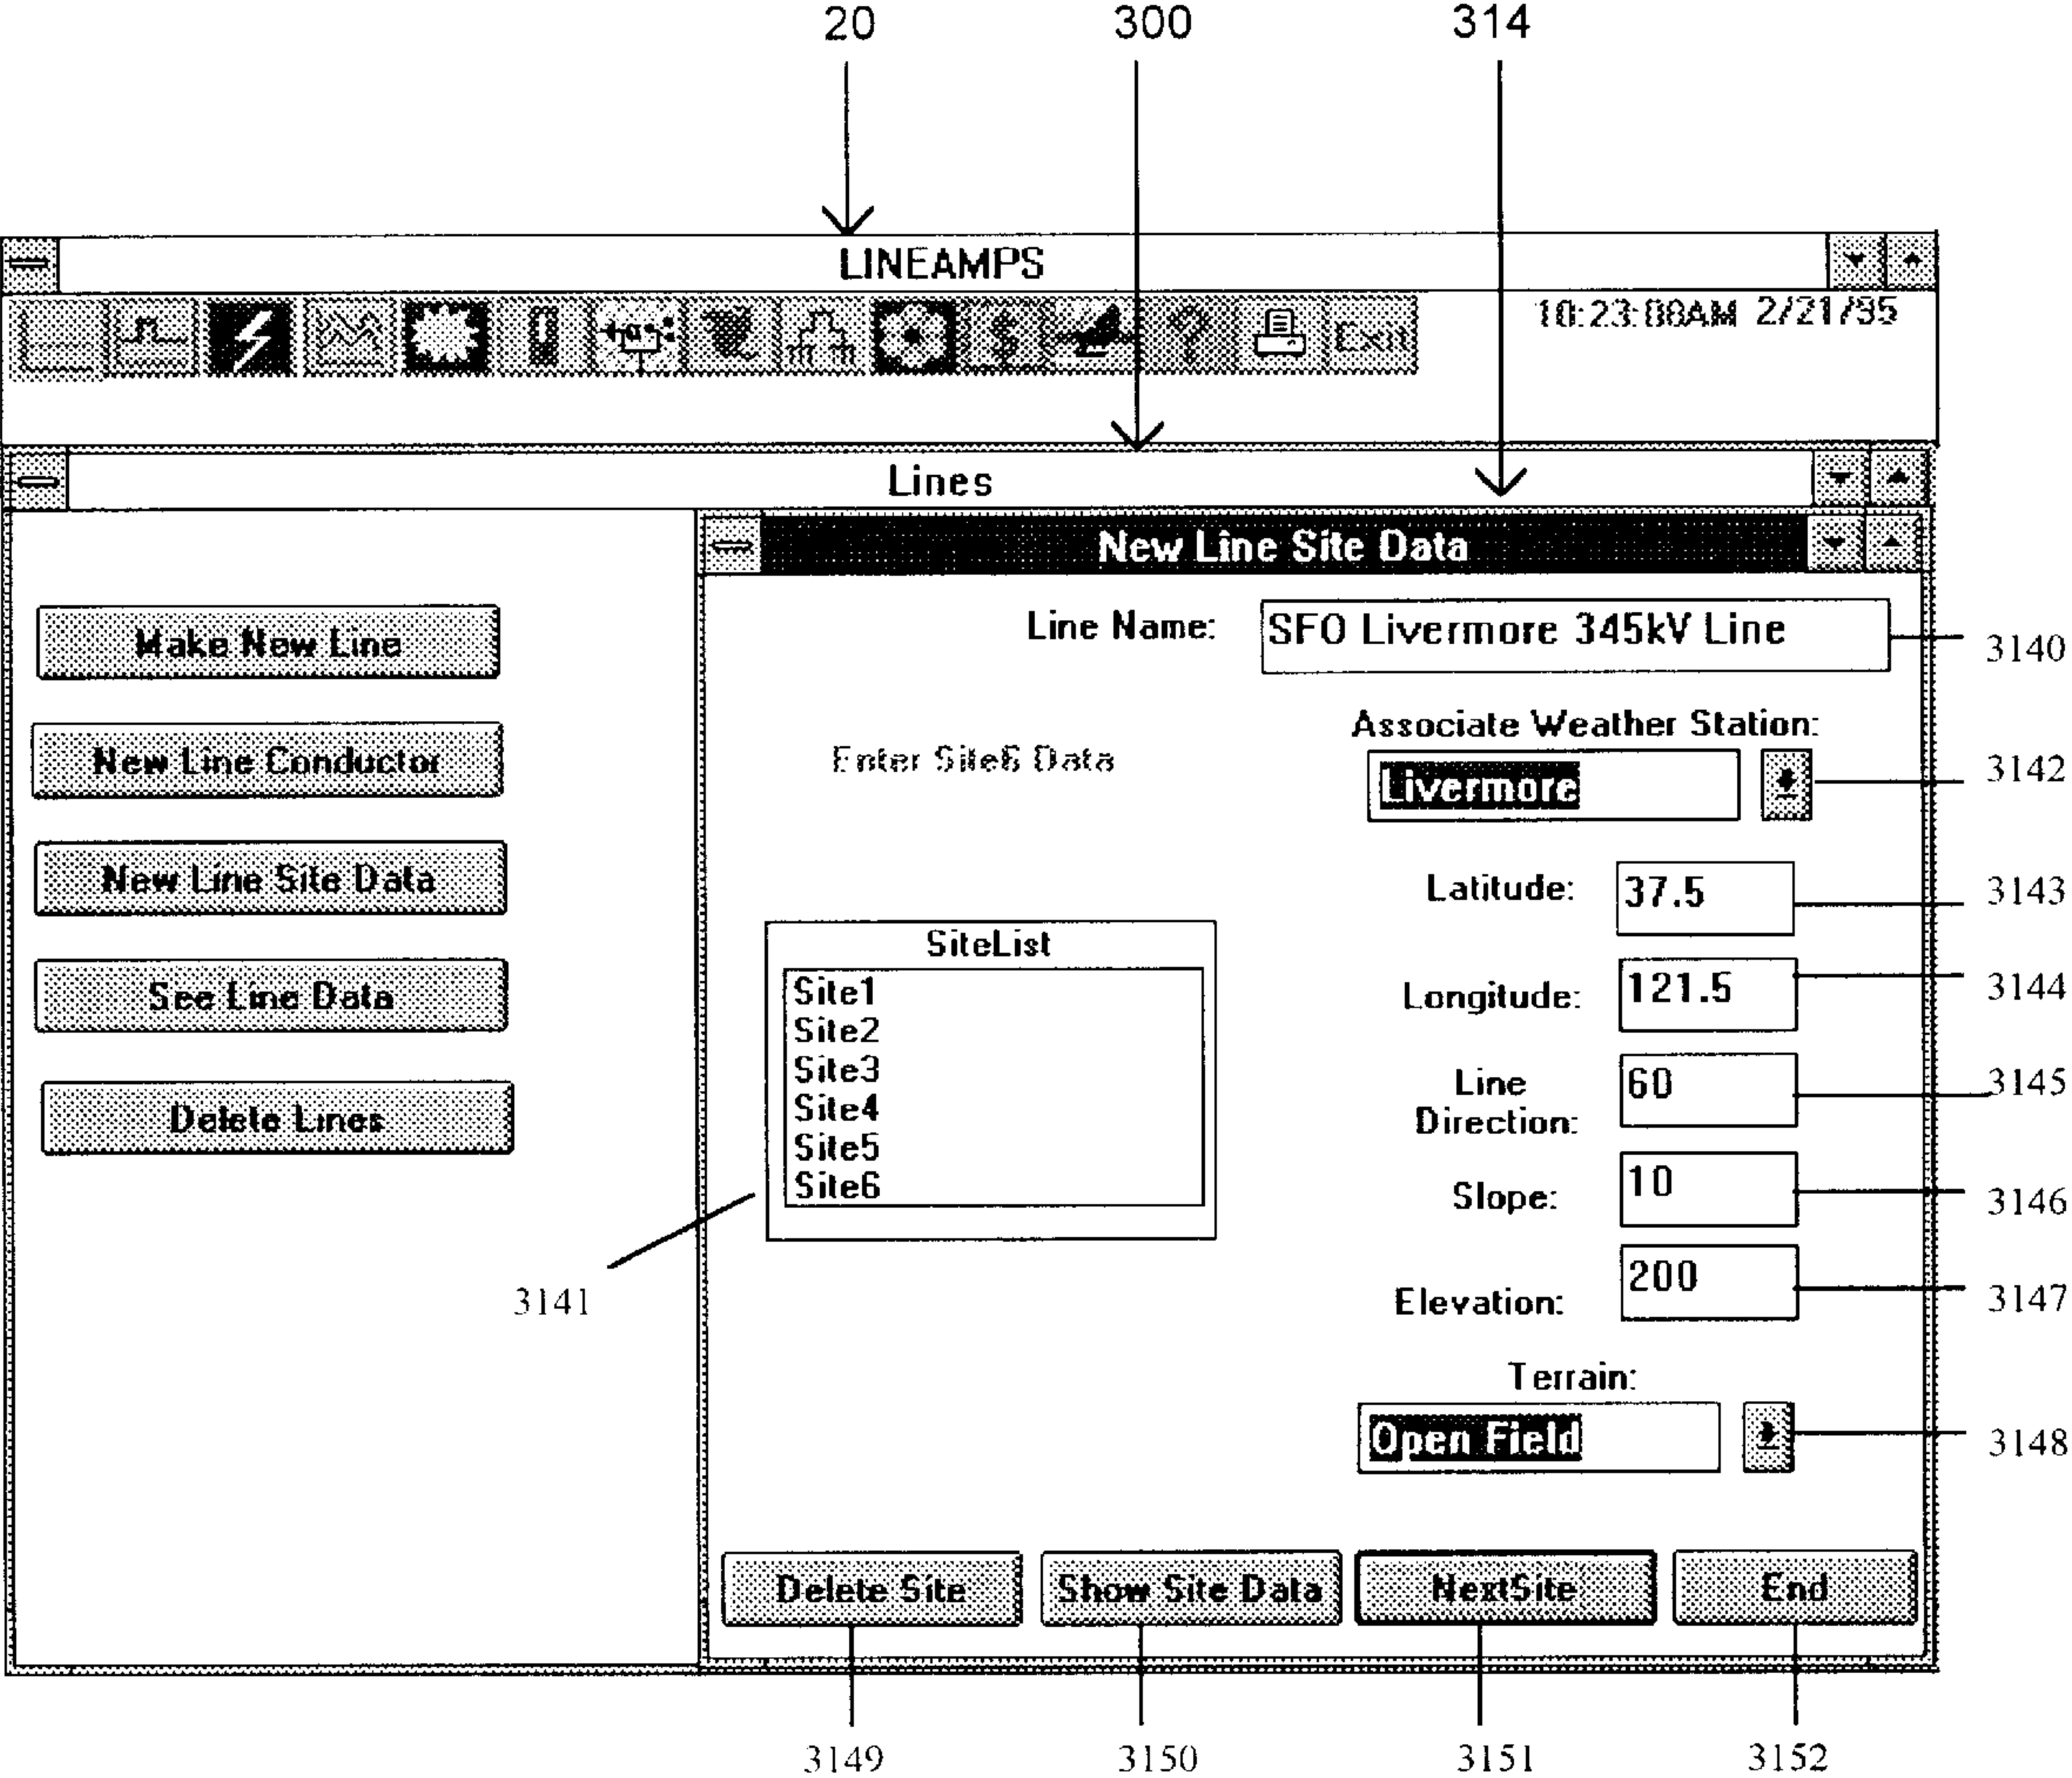 20 300 314
LINEAMPS
10:23:00AM 2/21/95
? $ Exit
Lines
New Line Site Data
Make New Line
New Line Conductor
New Line Site Data
See Line Data
Delete Lines
Line Name: SFO Livermore 345kV Line
3140
Enter Site6 Data
Associate Weather Station:
Livermore
3142
Latitude: 37.5
3143
SiteList
Site1
Site2
Site3
Site4
Site5
Site6
3141
Longitude: 121.5
3144
Line
Direction: 60
3145
Slope: 10
3146
Elevation: 200
3147
Terrain:
Open Field
3148
Delete Site Show Site Data NextSite End
3149 3150 3151 3152